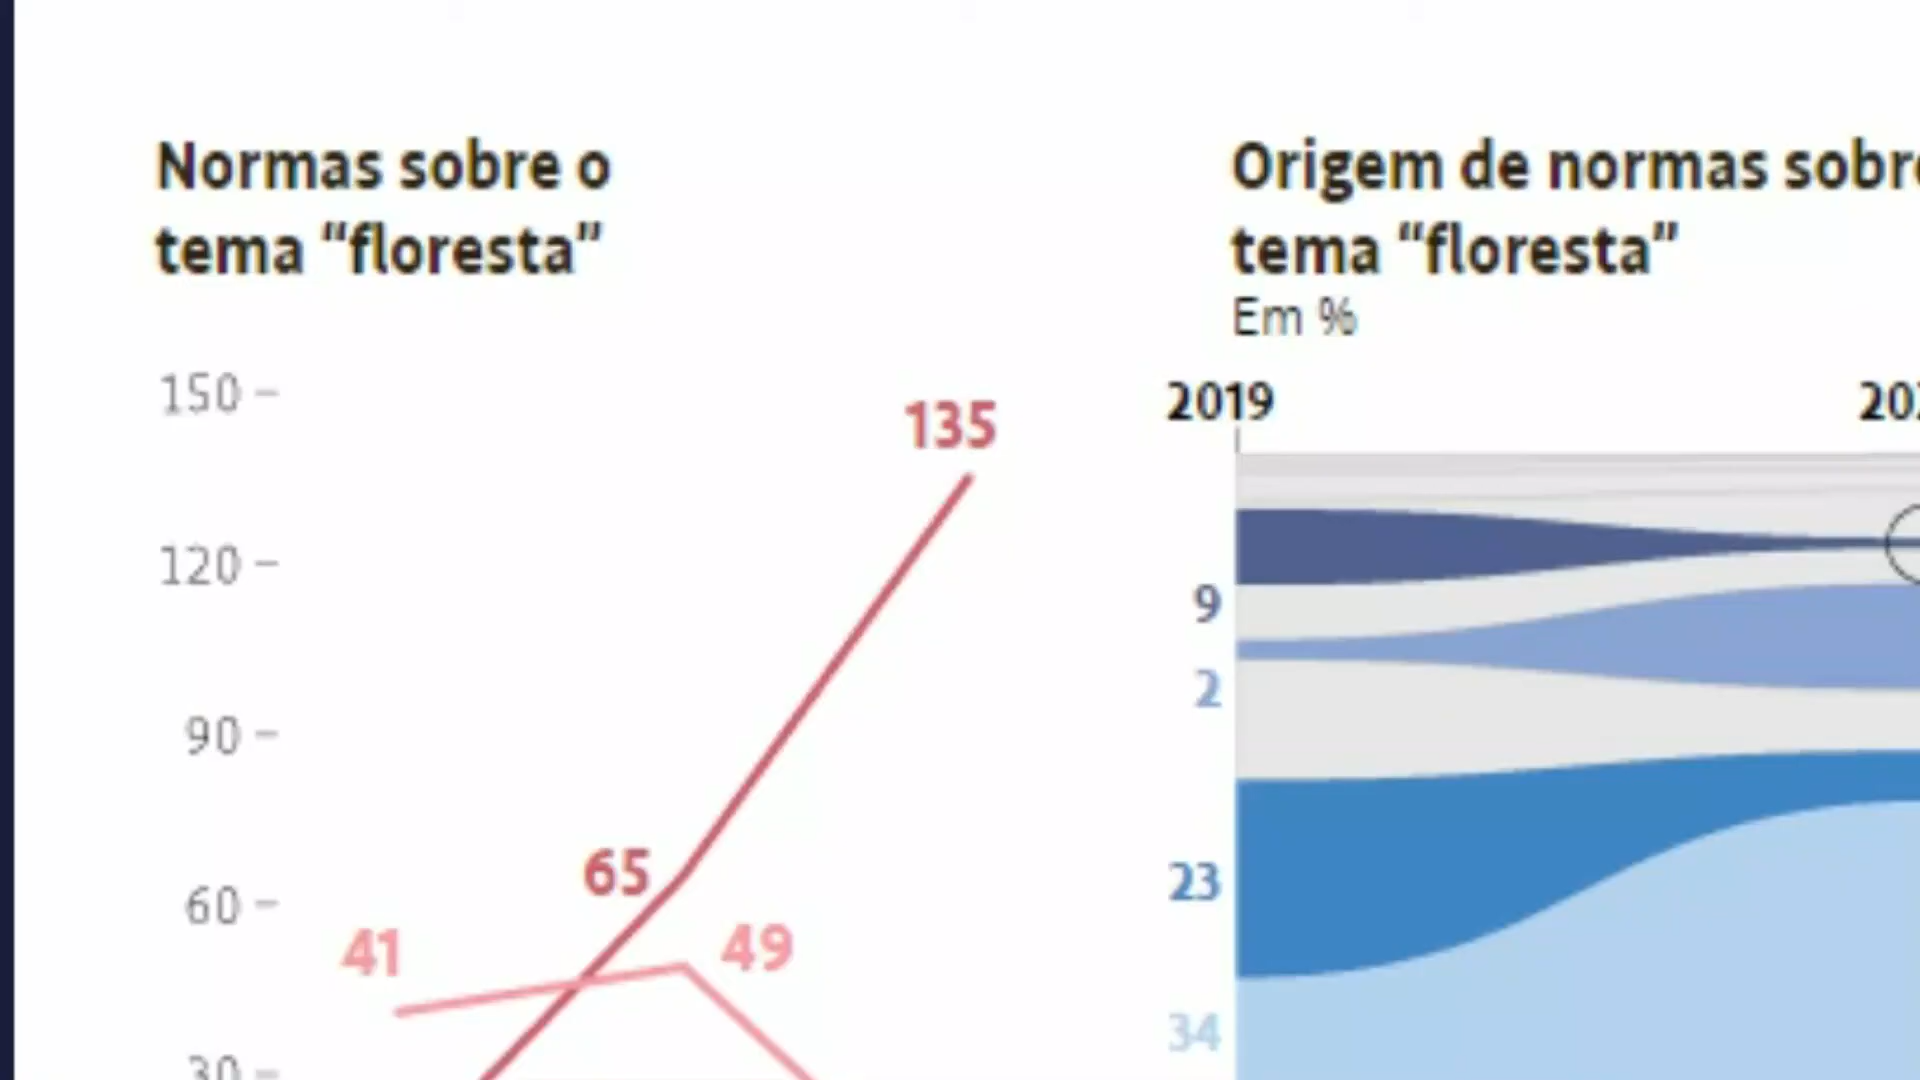 Normas sobre o
tema “floresta”
150
135
120
90
65
60
41
49
30
Origem de normas sobre
tema “floresta”
Em %
2019
9
2
23
34